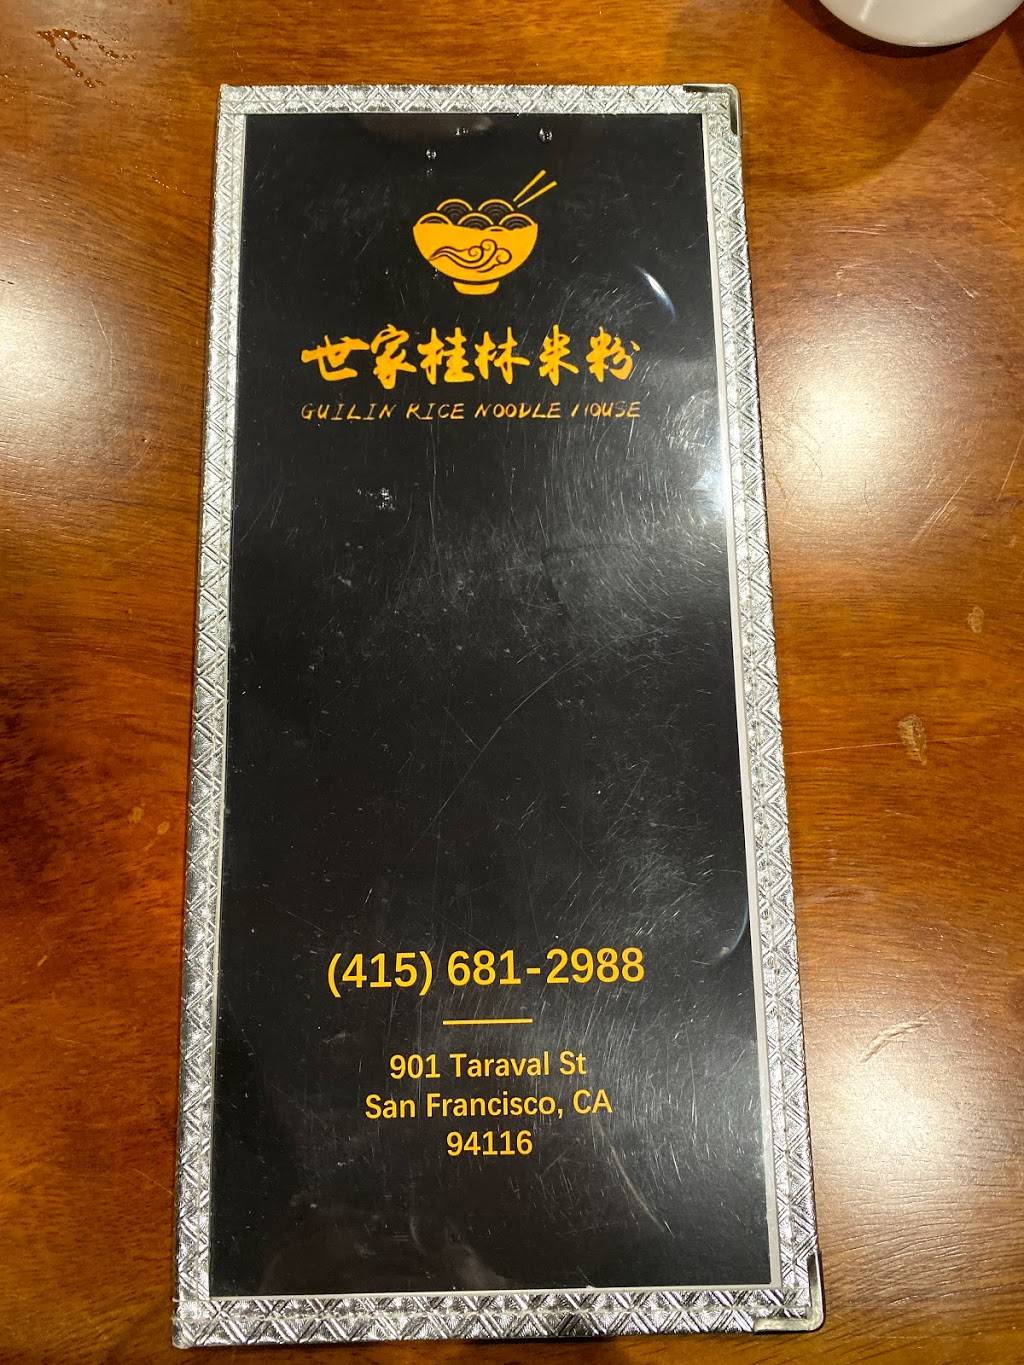 世家桂林米粉
GUILIN RICE NOODLE HOUSE
(415) 681-2988
901 Taraval St
San Francisco, CA
94116